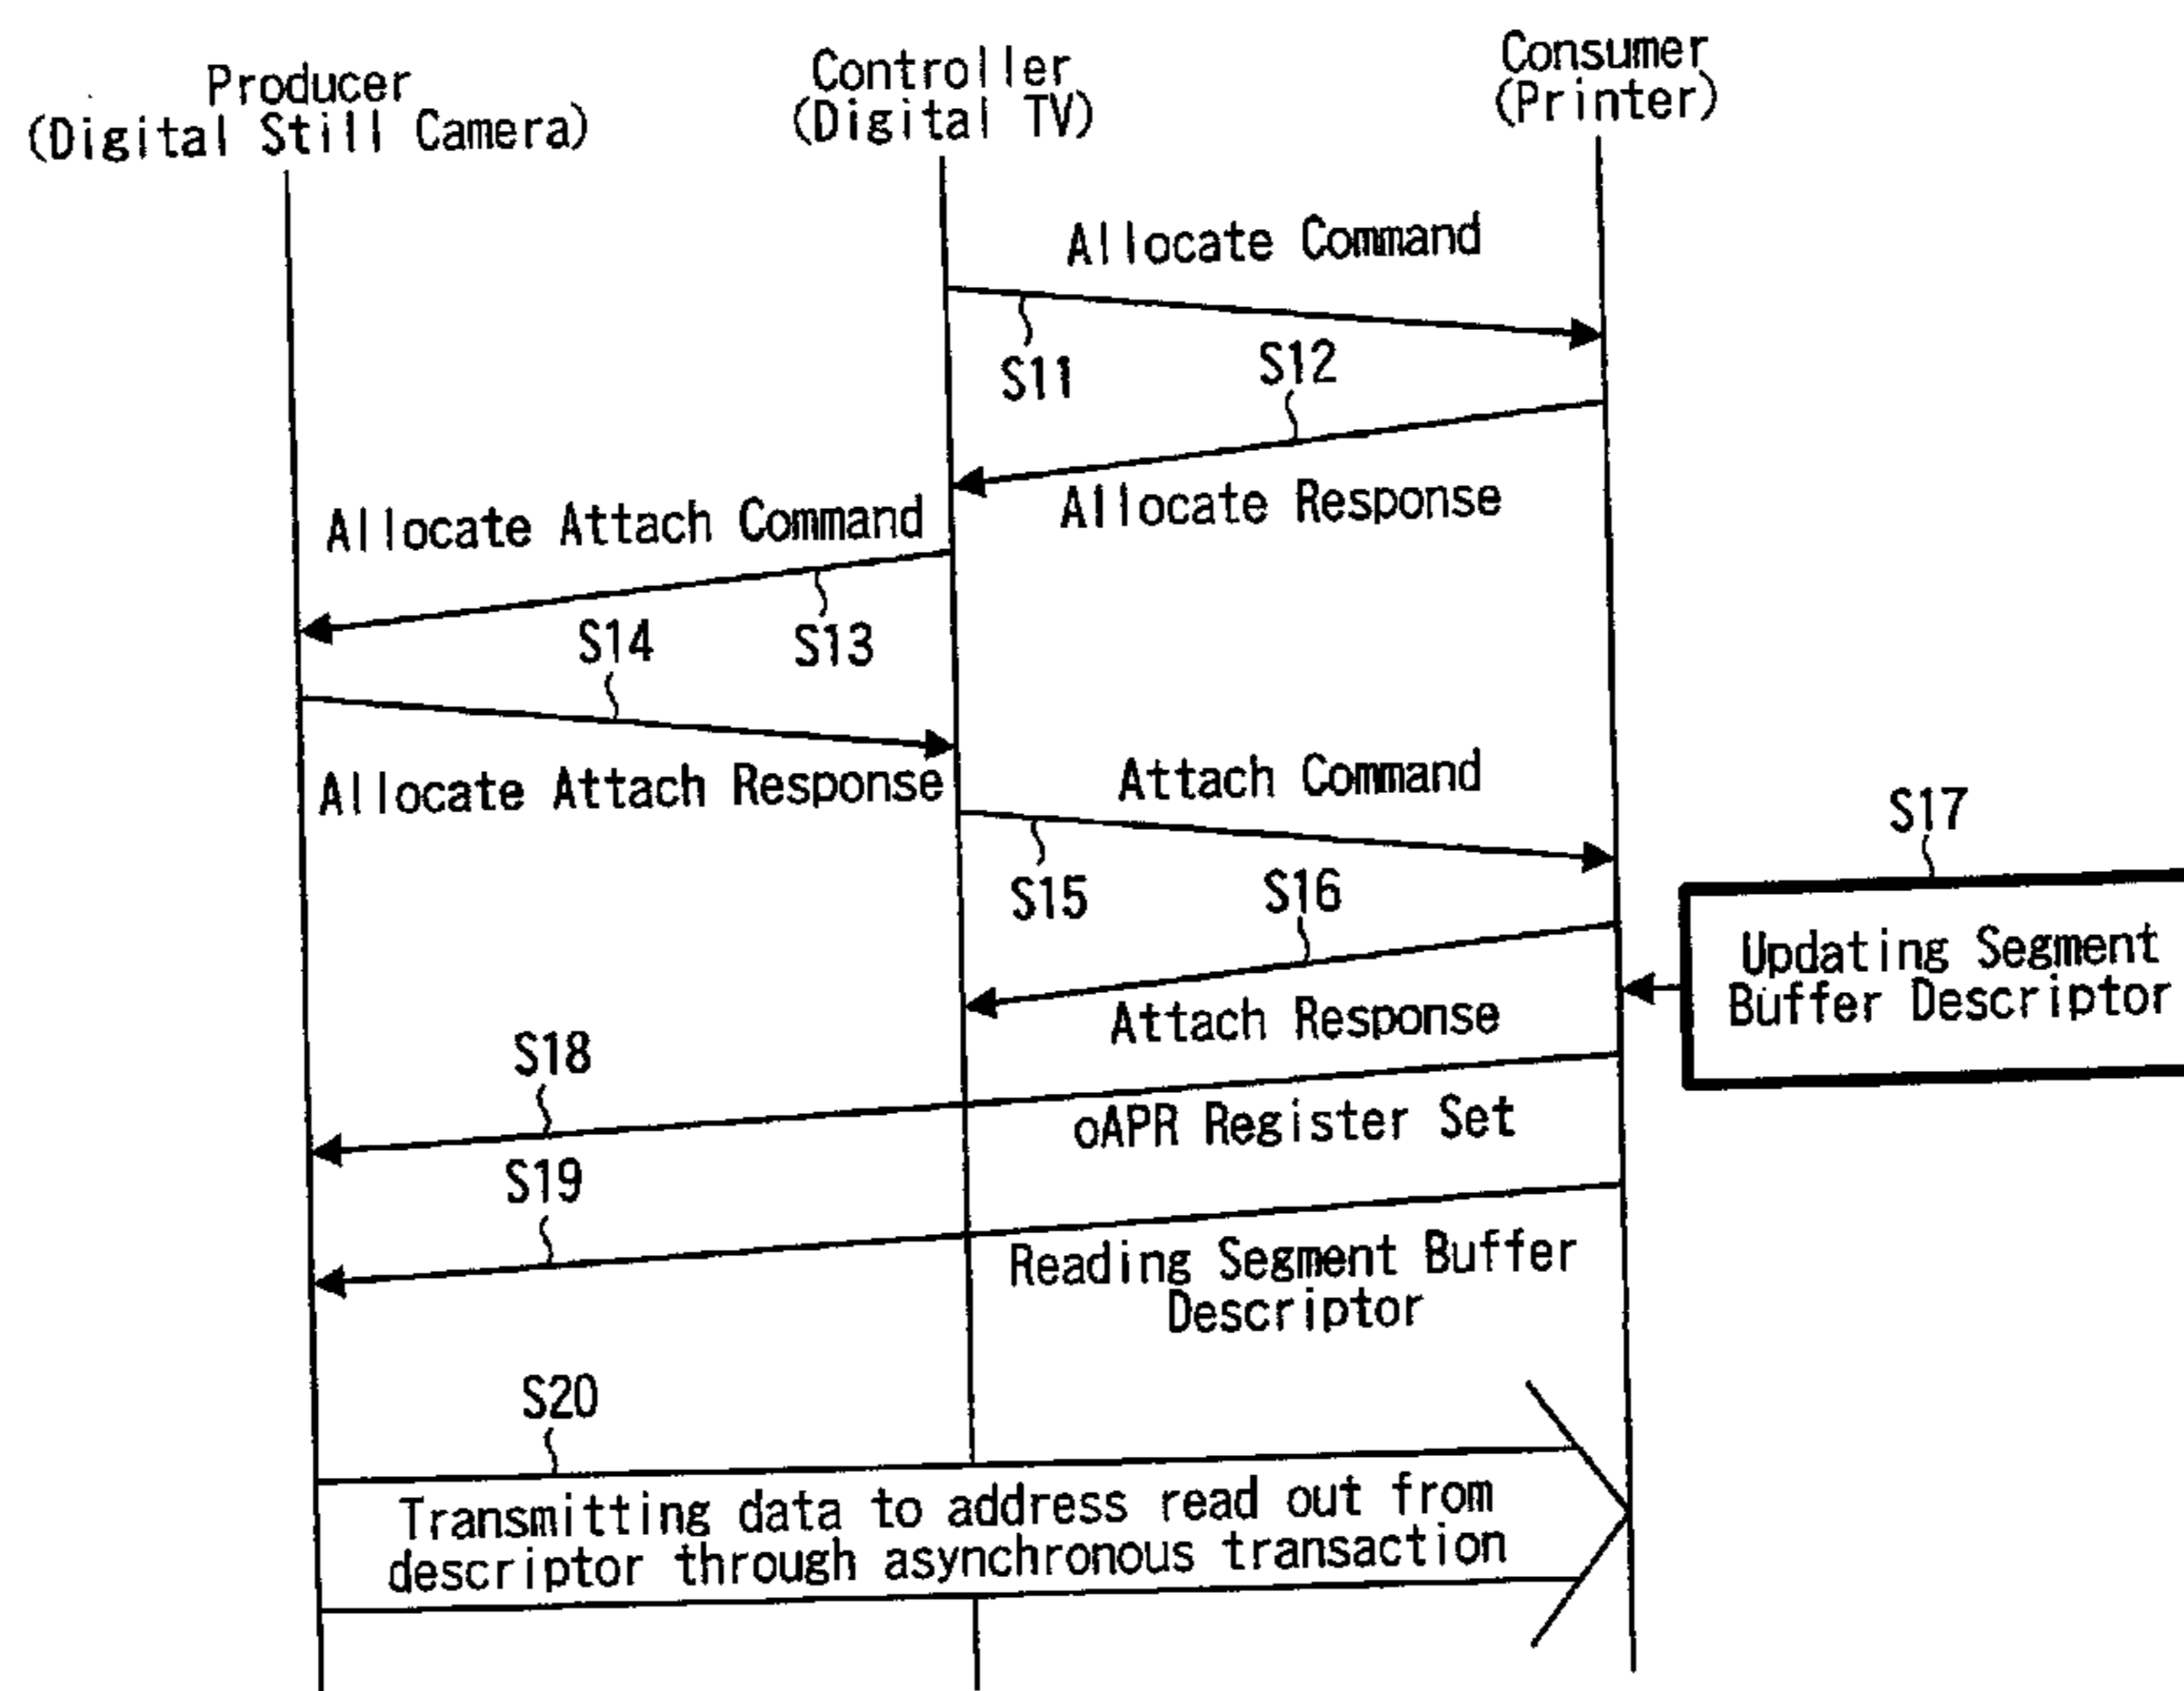 Producer
(Digital Still Camera)
Controller
(Digital TV)
Consumer
(Printer)
Allocate Command
S11
S12
Allocate Response
Allocate Attach Command
S13
S14
Allocate Attach Response
Attach Command
S15
S16
Attach Response
S17
Updating Segment
Buffer Descriptor
S18
oAPR Register Set
S19
Reading Segment Buffer
Descriptor
S20
Transmitting data to address read out from
descriptor through asynchronous transaction